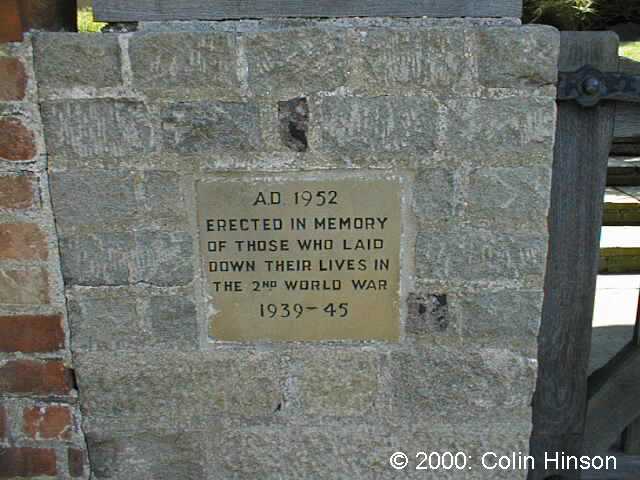 A.D. 1952
ERECTED IN MEMORY
OF THOSE WHO LAID
DOWN THEIR LIVES IN
THE 2ND WORLD WAR
1939-45
© 2000: Colin Hinson